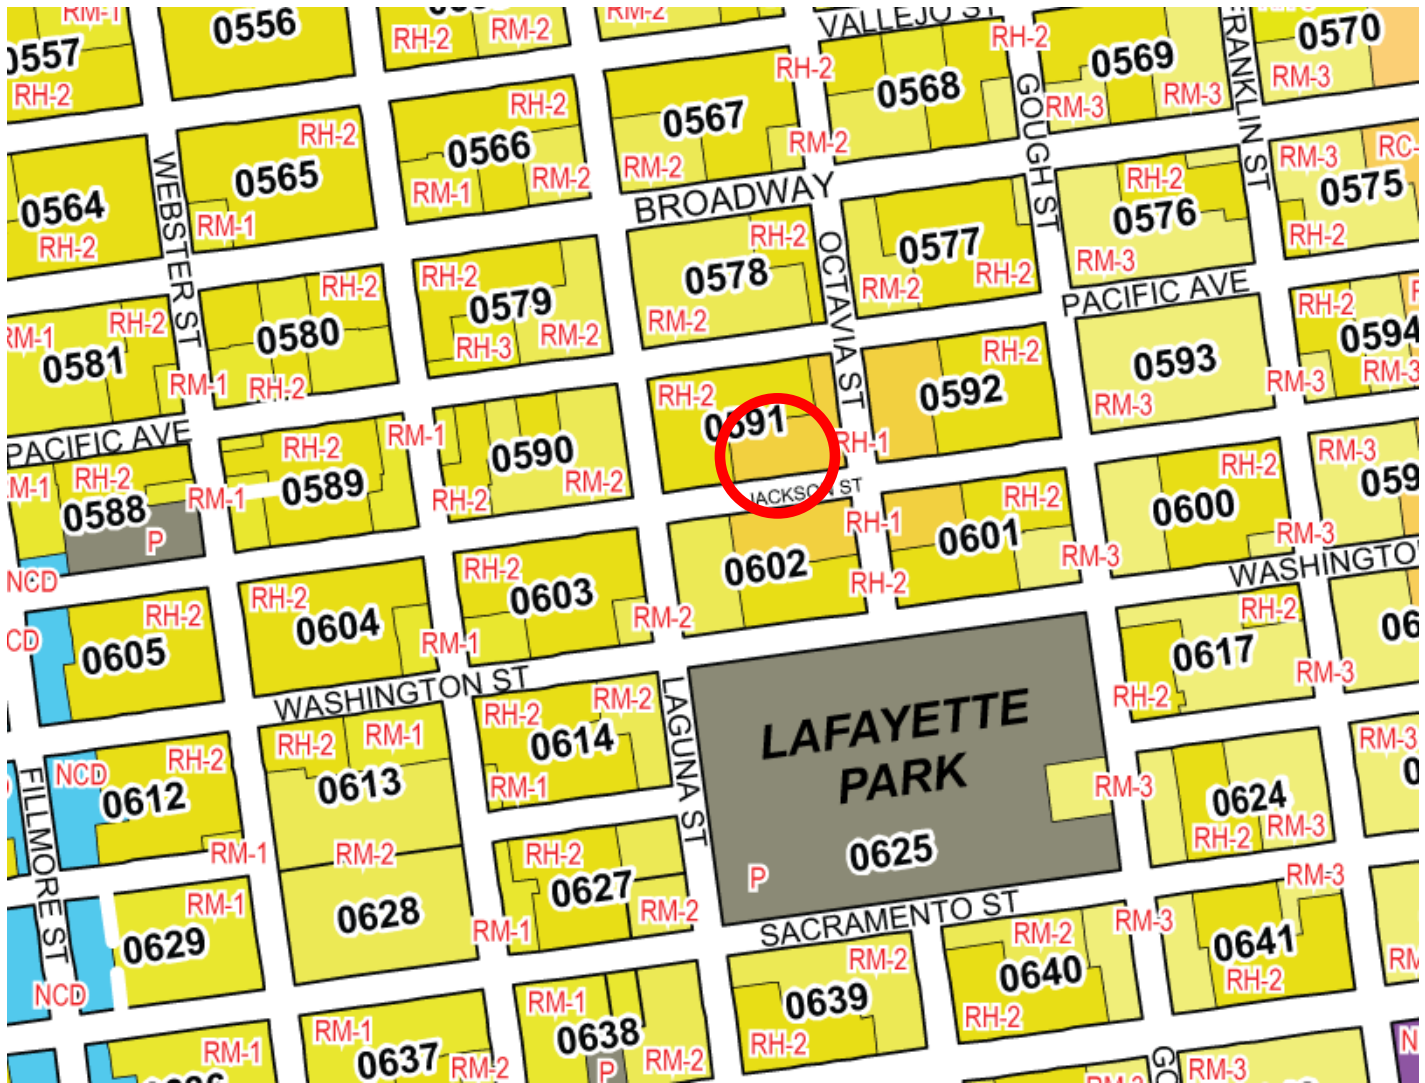 RM-1
0556
RH-2
RM-2
RM-2
VALLEJO ST
RH-2
0569
0570
0557
RH-2
RH-2
0568
GOUGH ST
RM-3
RM-3
RM-3
RH-2
0565
RH-2
0566
0567
RM-2
RM-2
RM-1
RM-2
RM-3
0575
RH-2
0564
RH-2
WEBSTER ST
RM-1
BROADWAY
RH-2
0576
RM-3
RH-2
0578
RM-2
OCTAVIA ST
0577
RM-2
RH-2
PACIFIC AVE
RH-2
0580
RH-2
RH-2
0579
RH-3
RM-2
RM-1
RH-2
0581
RM-1
RH-2
0594
RM-3
RM-3
0593
RM-3
RH-2
0592
RH-2
0591
RH-1
JACKSON ST
PACIFIC AVE
RH-2
0589
RM-1
RM-1
0590
RM-2
RH-2
RH-2
0588
P
NCD
RH-2
0600
RM-3
RM-3
RH-2
0601
RM-3
RH-1
0602
RH-2
RH-2
0603
RM-2
RH-2
0604
RM-1
RH-2
0605
WASHINGTON ST
RH-2
0617
RM-3
RH-2
LAFAYETTE
PARK
0625
P
RM-3
LAGUNA ST
RH-2
RM-2
0614
RM-1
RH-2
RM-1
0613
RM-2
0628
NCD
RH-2
0612
RM-1
FILLMORE ST
RM-3
0624
RH-2
RM-3
RH-2
0627
RM-2
RM-1
RM-1
0629
NCD
SACRAMENTO ST
RM-3
RM-3
0641
RH-2
RM-2
0640
RH-2
RM-2
0639
RH-2
RM-1
0638
P
RM-2
RM-1
0637
RM-2
RM-1
RM-3